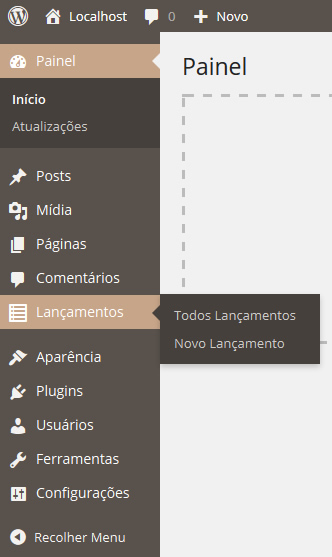 Localhost 0 Novo
Painel
Painel
Início
Atualizações
Posts
Mídia
Páginas
Comentários
Lançamentos
Todos Lançamentos
Novo Lançamento
Aparência
Plugins
Usuários
Ferramentas
Configurações
Recolher Menu